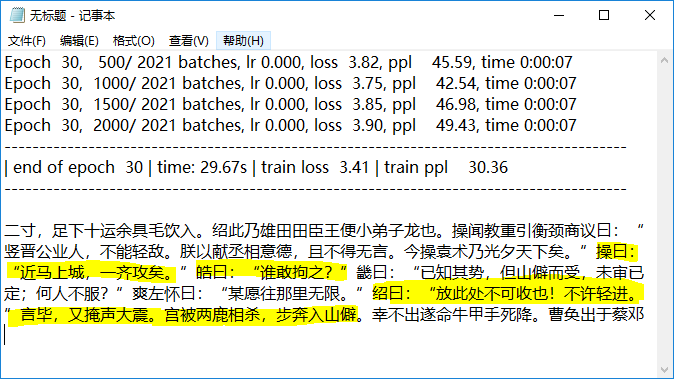 无标题 - 记事本
文件(F) 编辑(E) 格式(O) 查看(V) 帮助(H)
Epoch 30, 500/ 2021 batches, lr 0.000, loss 3.82, ppl 45.59, time 0:00:07
Epoch 30, 1000/ 2021 batches, lr 0.000, loss 3.75, ppl 42.54, time 0:00:07
Epoch 30, 1500/ 2021 batches, lr 0.000, loss 3.85, ppl 46.98, time 0:00:07
Epoch 30, 2000/ 2021 batches, lr 0.000, loss 3.90, ppl 49.43, time 0:00:07
-----------------------------------------------------------------------------------------
| end of epoch 30 | time: 29.67s | train loss 3.41 | train ppl 30.36
-----------------------------------------------------------------------------------------
二寸，足下十运余具毛饮入。绍此乃雄田田臣王便小弟子龙也。操闻教重引衡颈商议曰：“
竖晋公业人，不能轻敌。朕以献丞相意德，且不得无言。今操袁术乃光夕天下矣。”操曰：
“近马上城，一齐攻矣。”皓曰：“谁敢拘之？”畿曰：“已知其势，但山僻而受，未审已
定；何人不服？”爽左怀曰：“某愿往那里无限。”绍曰：“放此处不可收也！不许轻进。
”言毕，又掩声大震。宫被两鹿相杀，步奔入山僻。幸不出遂命牛甲手死降。曹奂出于蔡邓